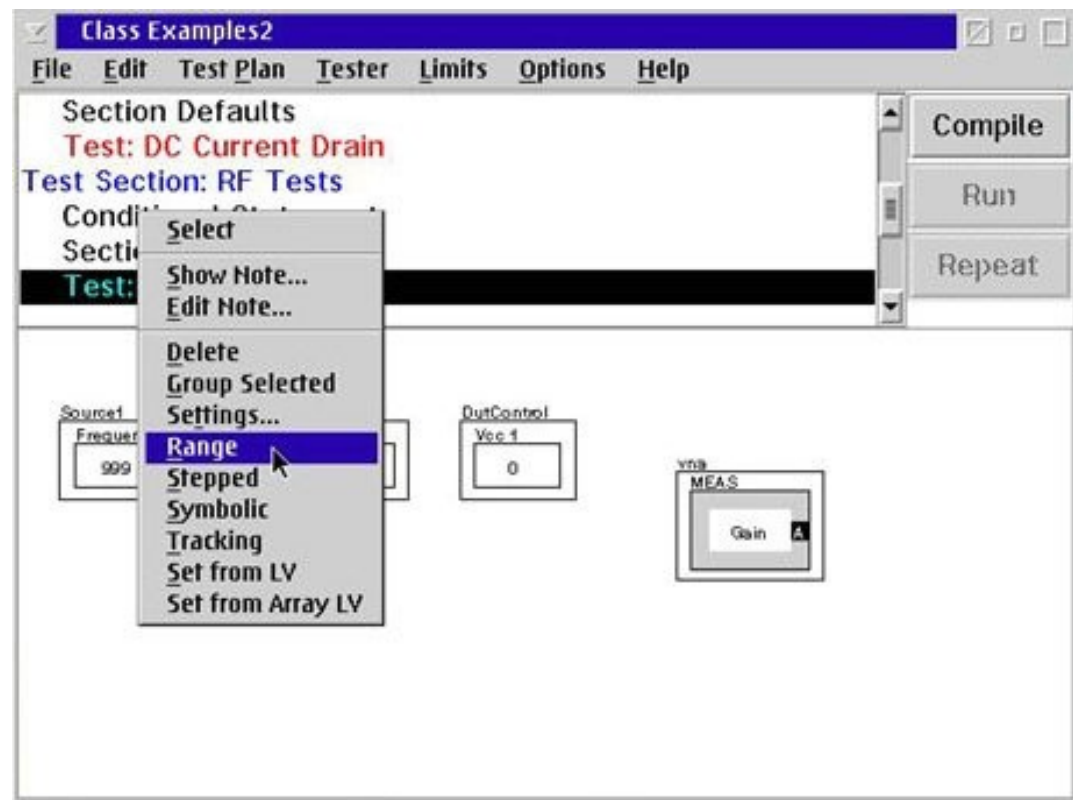 Class Examples2
File Edit Test Plan Tester Limits Options Help
Section Defaults
Test: DC Current Drain
Test Section: RF Tests
Compile
Run
Repeat
Test:
Select
Show Note...
Edit Note...
Delete
Group Selected
Settings...
Range
Stepped
Symbolic
Tracking
Set from LV
Set from Array LV
Source1
999
DutControl
Vcc 1
0
vna
MEAS
Gain A